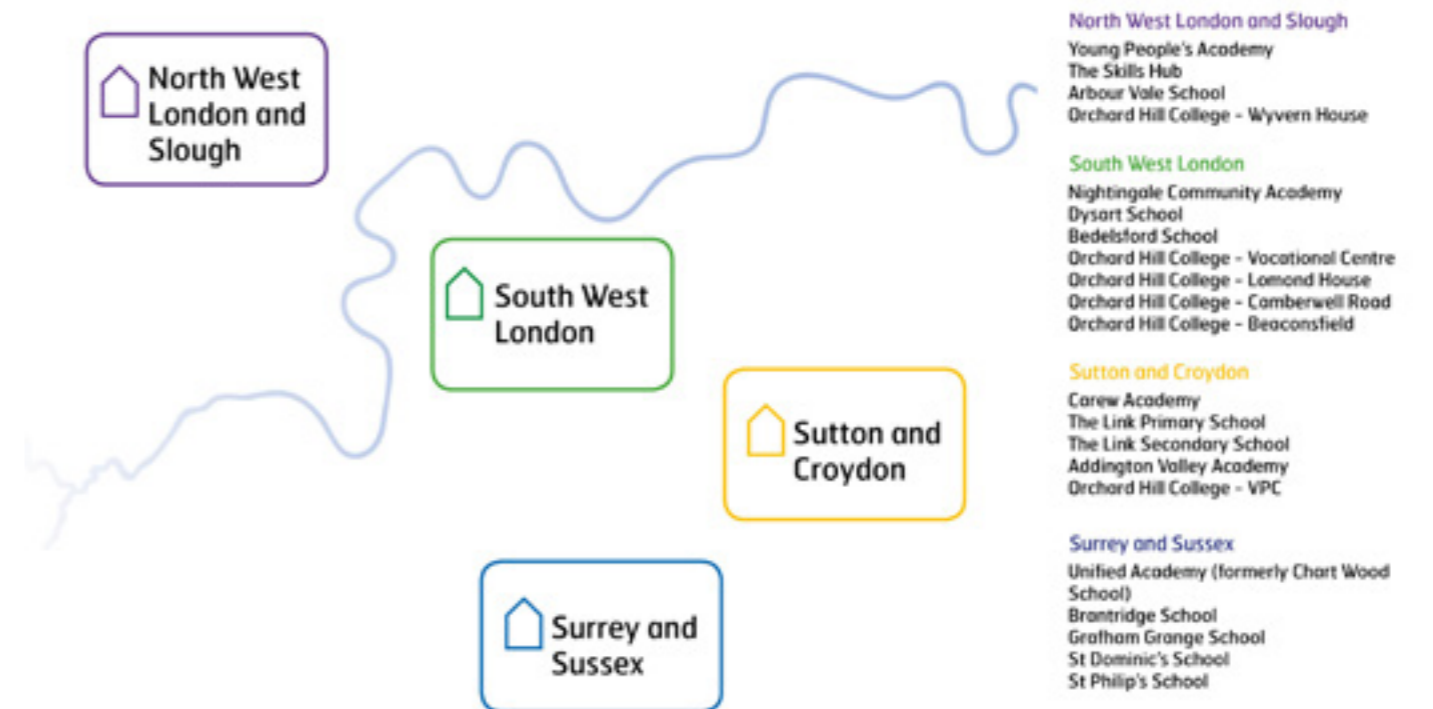 North West
London and
Slough
South West
London
Sutton and
Croydon
Surrey and
Sussex
North West London and Slough
Young People's Academy
The Skills Hub
Arbour Vale School
Orchard Hill College - Wyvern House
South West London
Nightingale Community Academy
Dysart School
Bedelsford School
Orchard Hill College - Vocational Centre
Orchard Hill College - Lomond House
Orchard Hill College - Camberwell Road
Orchard Hill College - Beaconsfield
Sutton and Croydon
Carew Academy
The Link Primary School
The Link Secondary School
Addington Valley Academy
Orchard Hill College - VPC
Surrey and Sussex
Unified Academy (formerly Chart Wood
School)
Brantridge School
Grafham Grange School
St Dominic's School
St Philip's School